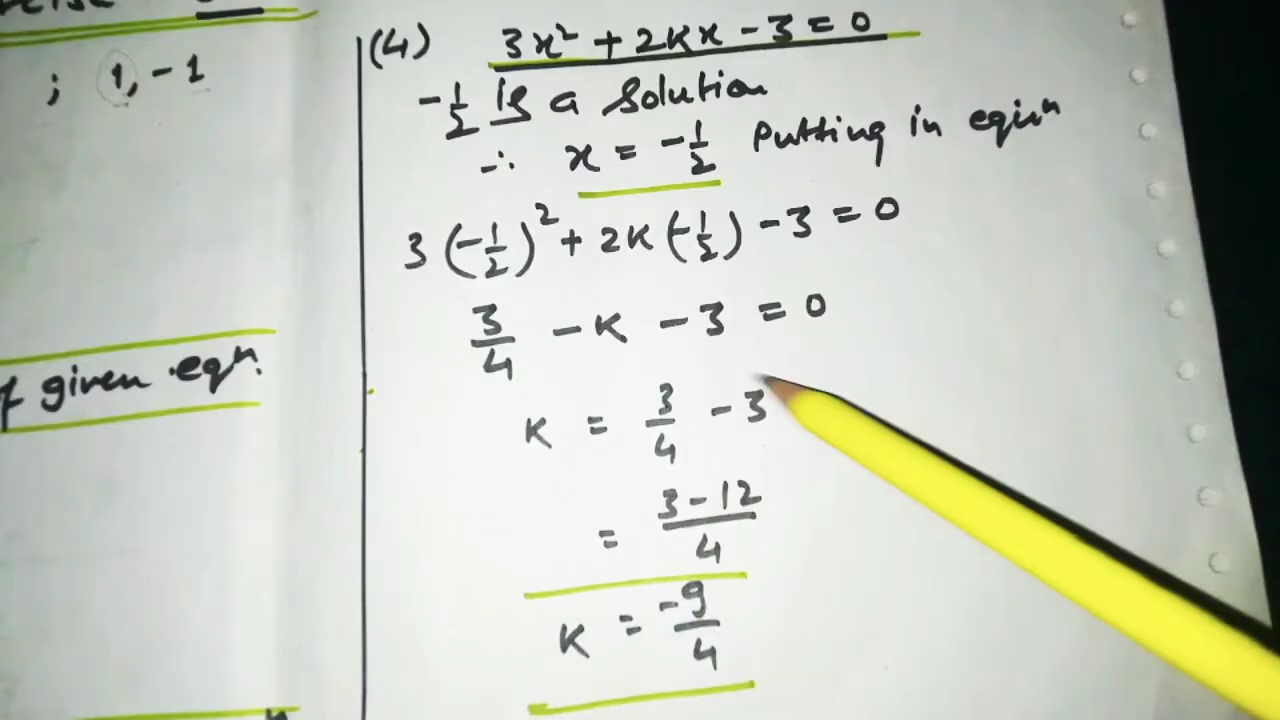 ; 1, -1
f given eqn.
(4) 3x² + 2Kx - 3 = 0
-1/2 is a solution
∴ x = -1/2 Putting in equn
3(-1/2)² + 2K(-1/2) - 3 = 0
3/4 - K - 3 = 0
K = 3/4 - 3
= 3-12/4
K = -9/4